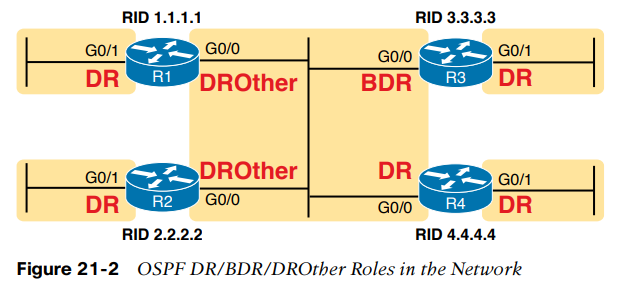 RID 1.1.1.1 RID 3.3.3.3
G0/1 R1 G0/0 G0/0 R3 G0/1
DR DROther BDR DR
G0/1 R2 DROther DR R4 G0/1
DR G0/0 G0/0 DR
RID 2.2.2.2 RID 4.4.4.4
Figure 21-2 OSPF DR/BDR/DROther Roles in the Network